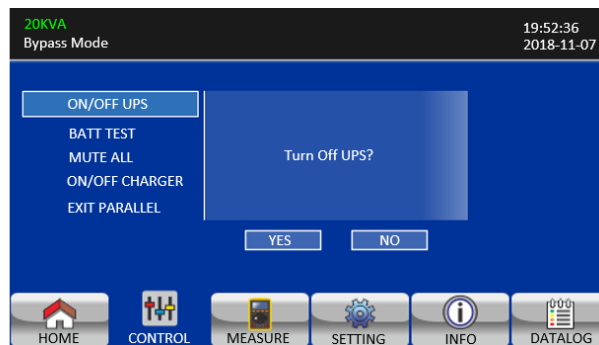 20KVA
Bypass Mode
19:52:36
2018-11-07
ON/OFF UPS
BATT TEST
MUTE ALL
ON/OFF CHARGER
EXIT PARALLEL
Turn Off UPS?
YES NO
HOME CONTROL MEASURE SETTING INFO DATALOG